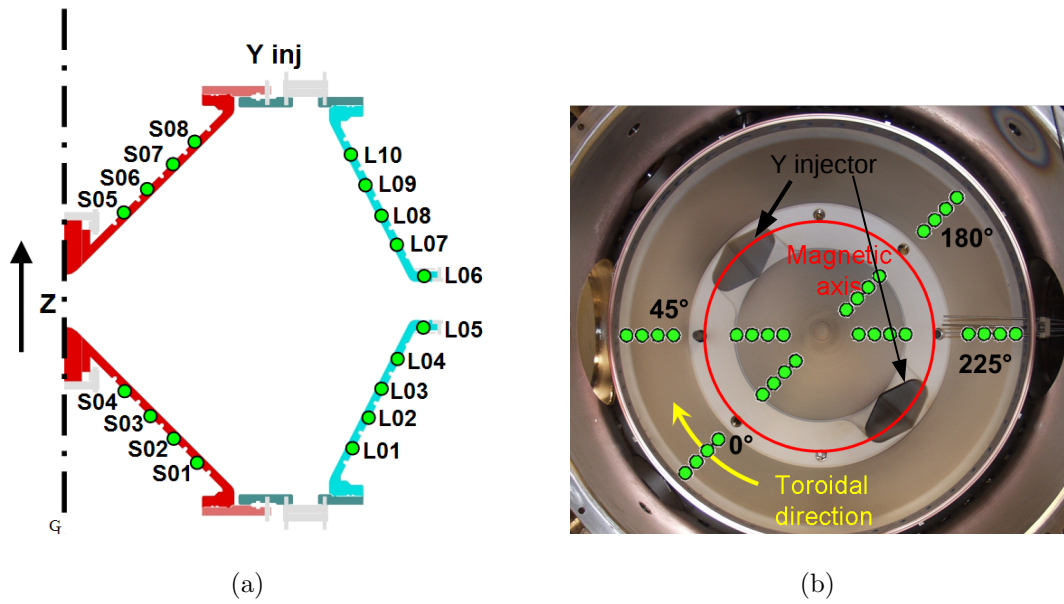 Y inj
S08
S07
S06
S05
L10
L09
L08
L07
L06
Z
L05
L04
L03
L02
L01
S04
S03
S02
S01
(a)
Y injector
180°
Magnetic
axis
45°
225°
0°
Toroidal
direction
(b)